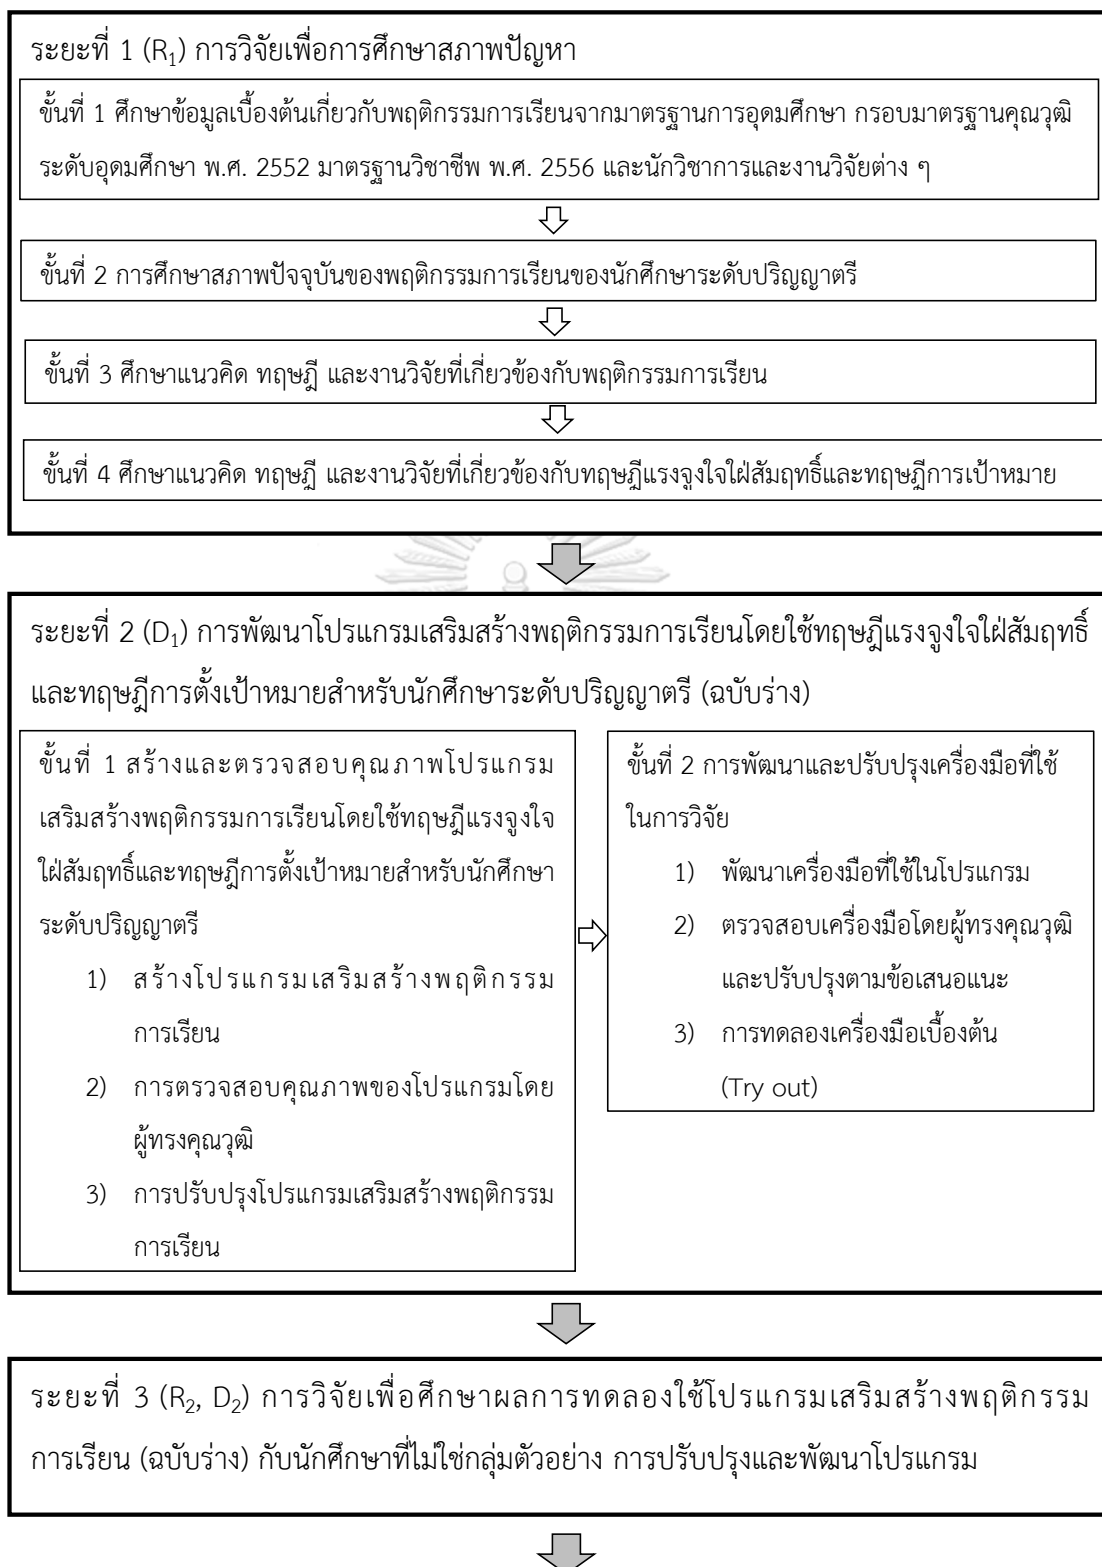 ระยะที่ 1 (R₁) การวิจัยเพื่อการศึกษาสภาพปัญหา
ขั้นที่ 1 ศึกษาข้อมูลเบื้องต้นเกี่ยวกับพฤติกรรมการเรียนจากมาตรฐานการอุดมศึกษา กรอบมาตรฐานคุณวุฒิ
ระดับอุดมศึกษา พ.ศ. 2552 มาตรฐานวิชาชีพ พ.ศ. 2556 และนักวิชาการและงานวิจัยต่าง ๆ
ขั้นที่ 2 การศึกษาสภาพปัจจุบันของพฤติกรรมการเรียนของนักศึกษาระดับปริญญาตรี
ขั้นที่ 3 ศึกษาแนวคิด ทฤษฎี และงานวิจัยที่เกี่ยวข้องกับพฤติกรรมการเรียน
ขั้นที่ 4 ศึกษาแนวคิด ทฤษฎี และงานวิจัยที่เกี่ยวข้องกับทฤษฎีแรงจูงใจใฝ่สัมฤทธิ์และทฤษฎีการเป้าหมาย
ระยะที่ 2 (D₁) การพัฒนาโปรแกรมเสริมสร้างพฤติกรรมการเรียนโดยใช้ทฤษฎีแรงจูงใจใฝ่สัมฤทธิ์
และทฤษฎีการตั้งเป้าหมายสำหรับนักศึกษาระดับปริญญาตรี (ฉบับร่าง)
ขั้นที่ 1 สร้างและตรวจสอบคุณภาพโปรแกรม
เสริมสร้างพฤติกรรมการเรียนโดยใช้ทฤษฎีแรงจูงใจ
ใฝ่สัมฤทธิ์และทฤษฎีการตั้งเป้าหมายสำหรับนักศึกษา
ระดับปริญญาตรี
1) สร้างโปรแกรมเสริมสร้างพฤติกรรม
การเรียน
2) การตรวจสอบคุณภาพของโปรแกรมโดย
ผู้ทรงคุณวุฒิ
3) การปรับปรุงโปรแกรมเสริมสร้างพฤติกรรม
การเรียน
ขั้นที่ 2 การพัฒนาและปรับปรุงเครื่องมือที่ใช้
ในการวิจัย
1) พัฒนาเครื่องมือที่ใช้ในโปรแกรม
2) ตรวจสอบเครื่องมือโดยผู้ทรงคุณวุฒิ
และปรับปรุงตามข้อเสนอแนะ
3) การทดลองเครื่องมือเบื้องต้น
(Try out)
ระยะที่ 3 (R₂, D₂) การวิจัยเพื่อศึกษาผลการทดลองใช้โปรแกรมเสริมสร้างพฤติกรรม
การเรียน (ฉบับร่าง) กับนักศึกษาที่ไม่ใช่กลุ่มตัวอย่าง การปรับปรุงและพัฒนาโปรแกรม